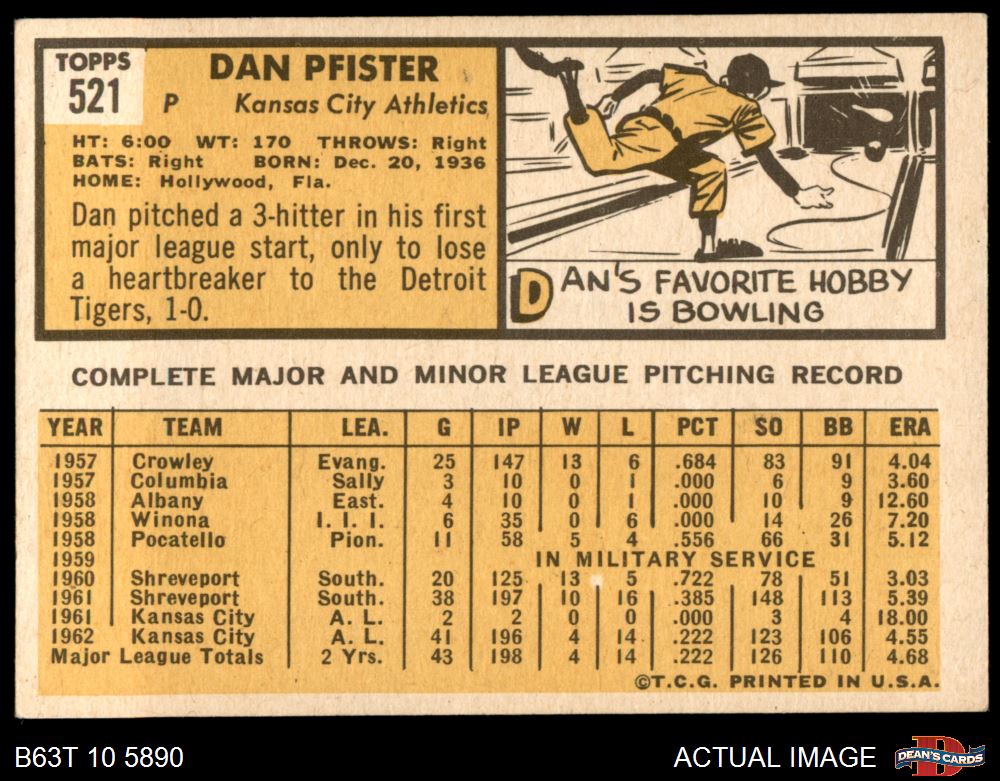 TOPPS
521
DAN PFISTER
P Kansas City Athletics
HT: 6:00 WT: 170 THROWS: Right
BATS: Right BORN: Dec. 20, 1936
HOME: Hollywood, Fla.
Dan pitched a 3-hitter in his first
major league start, only to lose
a heartbreaker to the Detroit
Tigers, 1-0.
DAN'S FAVORITE HOBBY
IS BOWLING
COMPLETE MAJOR AND MINOR LEAGUE PITCHING RECORD
YEAR TEAM LEA. G IP W L PCT SO BB ERA
1957 Crowley Evang. 25 147 13 6 .684 83 91 4.04
1957 Columbia Sally 3 10 0 1 .000 6 9 3.60
1958 Albany East. 4 10 0 1 .000 10 9 12.60
1958 Winona I. I. I. 6 35 0 6 .000 14 26 7.20
1958 Pocatello Pion. 11 58 5 4 .556 66 31 5.12
1959 IN MILITARY SERVICE
1960 Shreveport South. 20 125 13 5 .722 78 51 3.03
1961 Shreveport South. 38 197 10 16 .385 148 113 5.39
1961 Kansas City A. L. 2 2 0 0 .000 3 4 18.00
1962 Kansas City A. L. 41 196 4 14 .222 123 106 4.55
Major League Totals 2 Yrs. 43 198 4 14 .222 126 110 4.68
©T.C.G. PRINTED IN U.S.A.
B63T 10 5890
ACTUAL IMAGE
D
DEAN'S CARDS